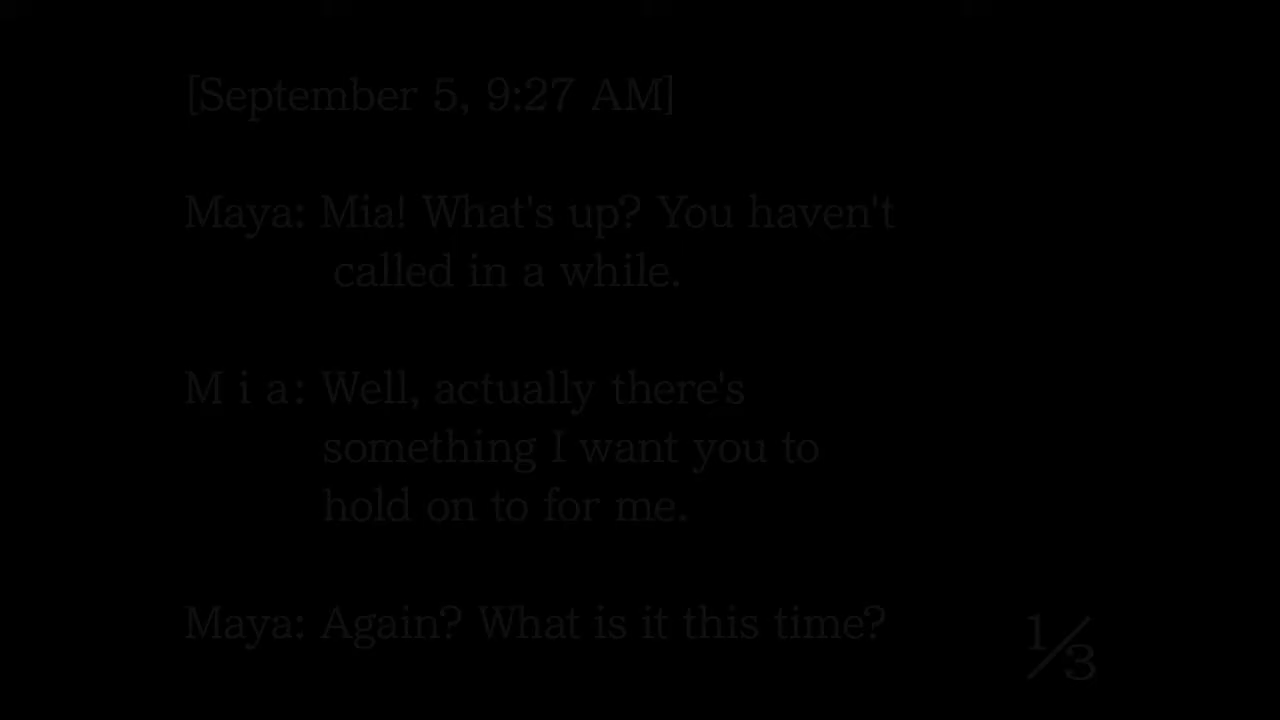 [September 5, 9:27 AM]
Maya: Mia! What's up? You haven't
called in a while.
M i a: Well, actually there's
something I want you to
hold on to for me.
Maya: Again? What is it this time?
1/3